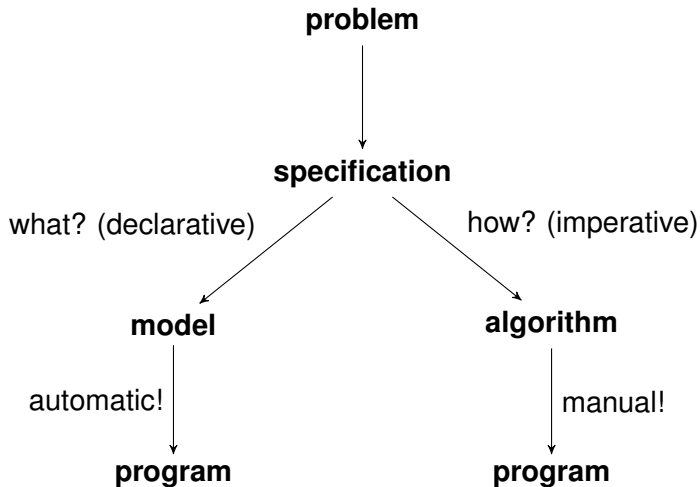 problem
specification
what? (declarative)
how? (imperative)
model
algorithm
automatic!
manual!
program
program